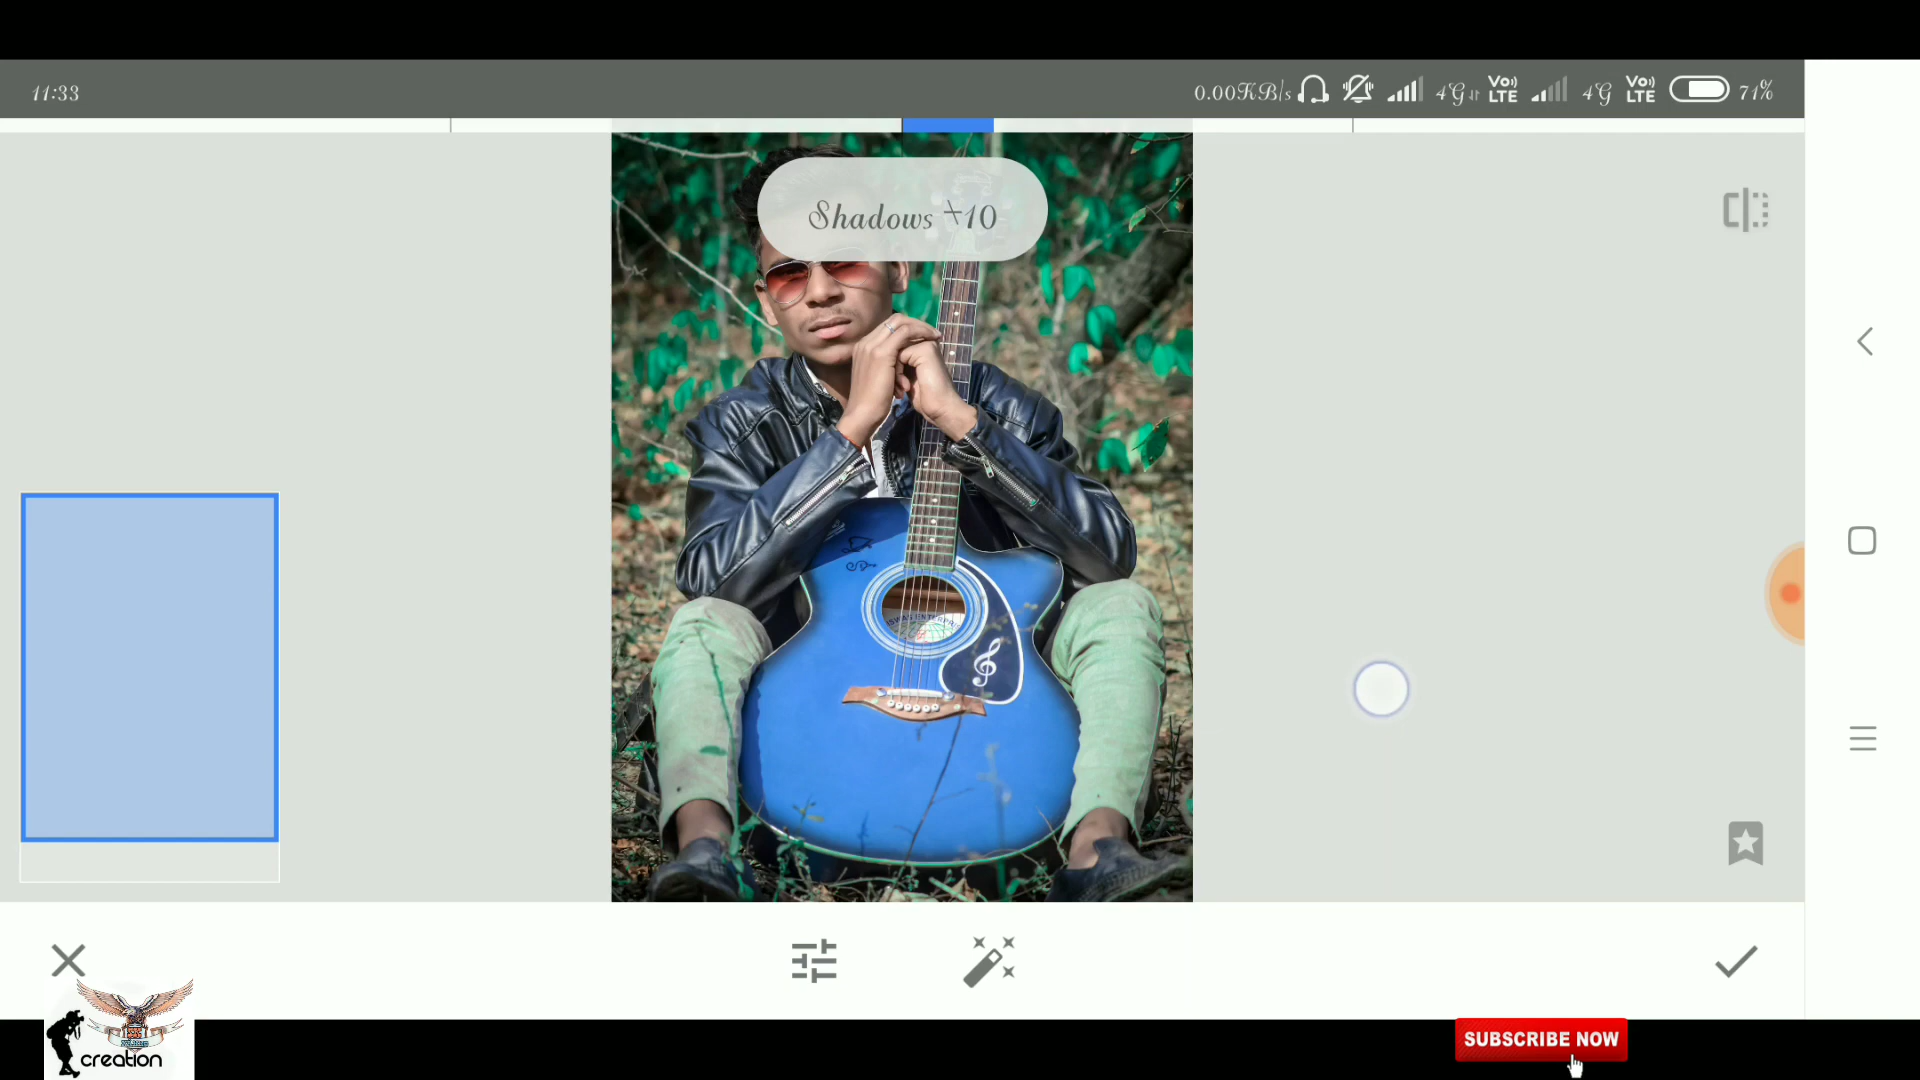 11:33
0.00KB/s 4G VoLTE 4G VoLTE 71%
Shadows +10
creation
SUBSCRIBE NOW